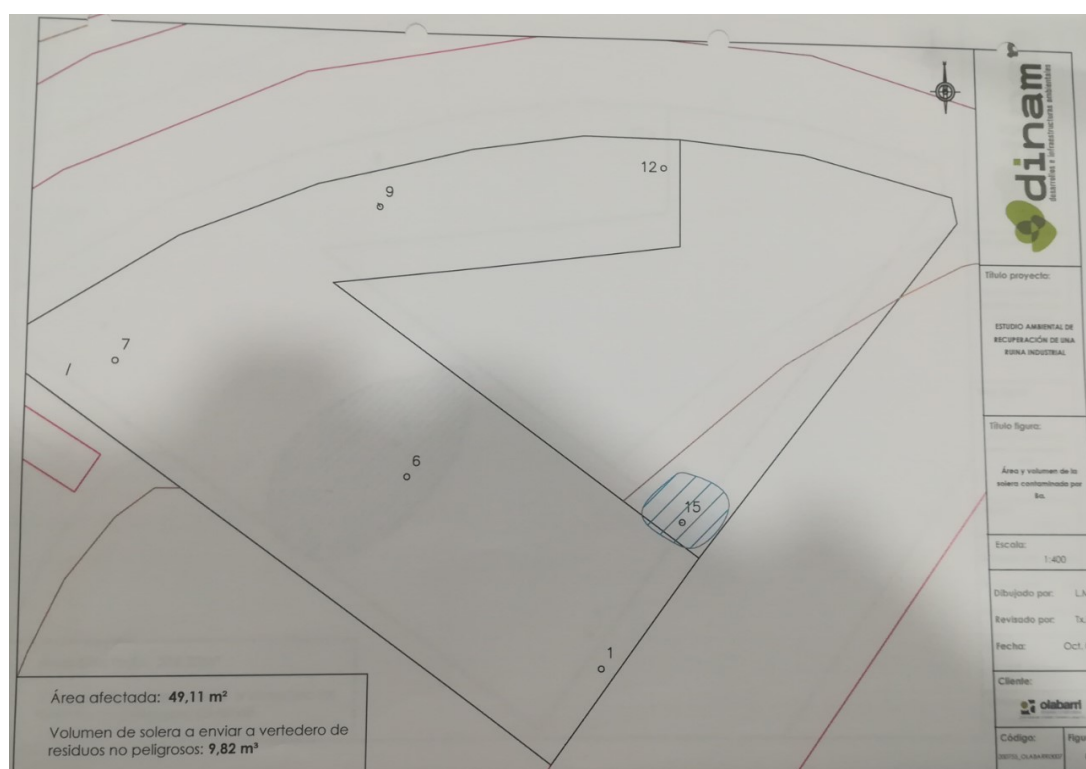 12
9
7
6
15
1
Área afectada: 49,11 m²
Volumen de solera a enviar a vertedero de
residuos no peligrosos: 9,82 m³
dinam
desarrollos e infraestructuras ambientales
Título proyecto:
ESTUDIO AMBIENTAL DE
RECUPERACIÓN DE UNA
RUINA INDUSTRIAL
Título figura:
Área y volumen de la
solera contaminada por
Ba.
Escala:
1:400
Dibujado por:
Revisado por:
Fecha: Oct.
Cliente:
olabarri
Código: